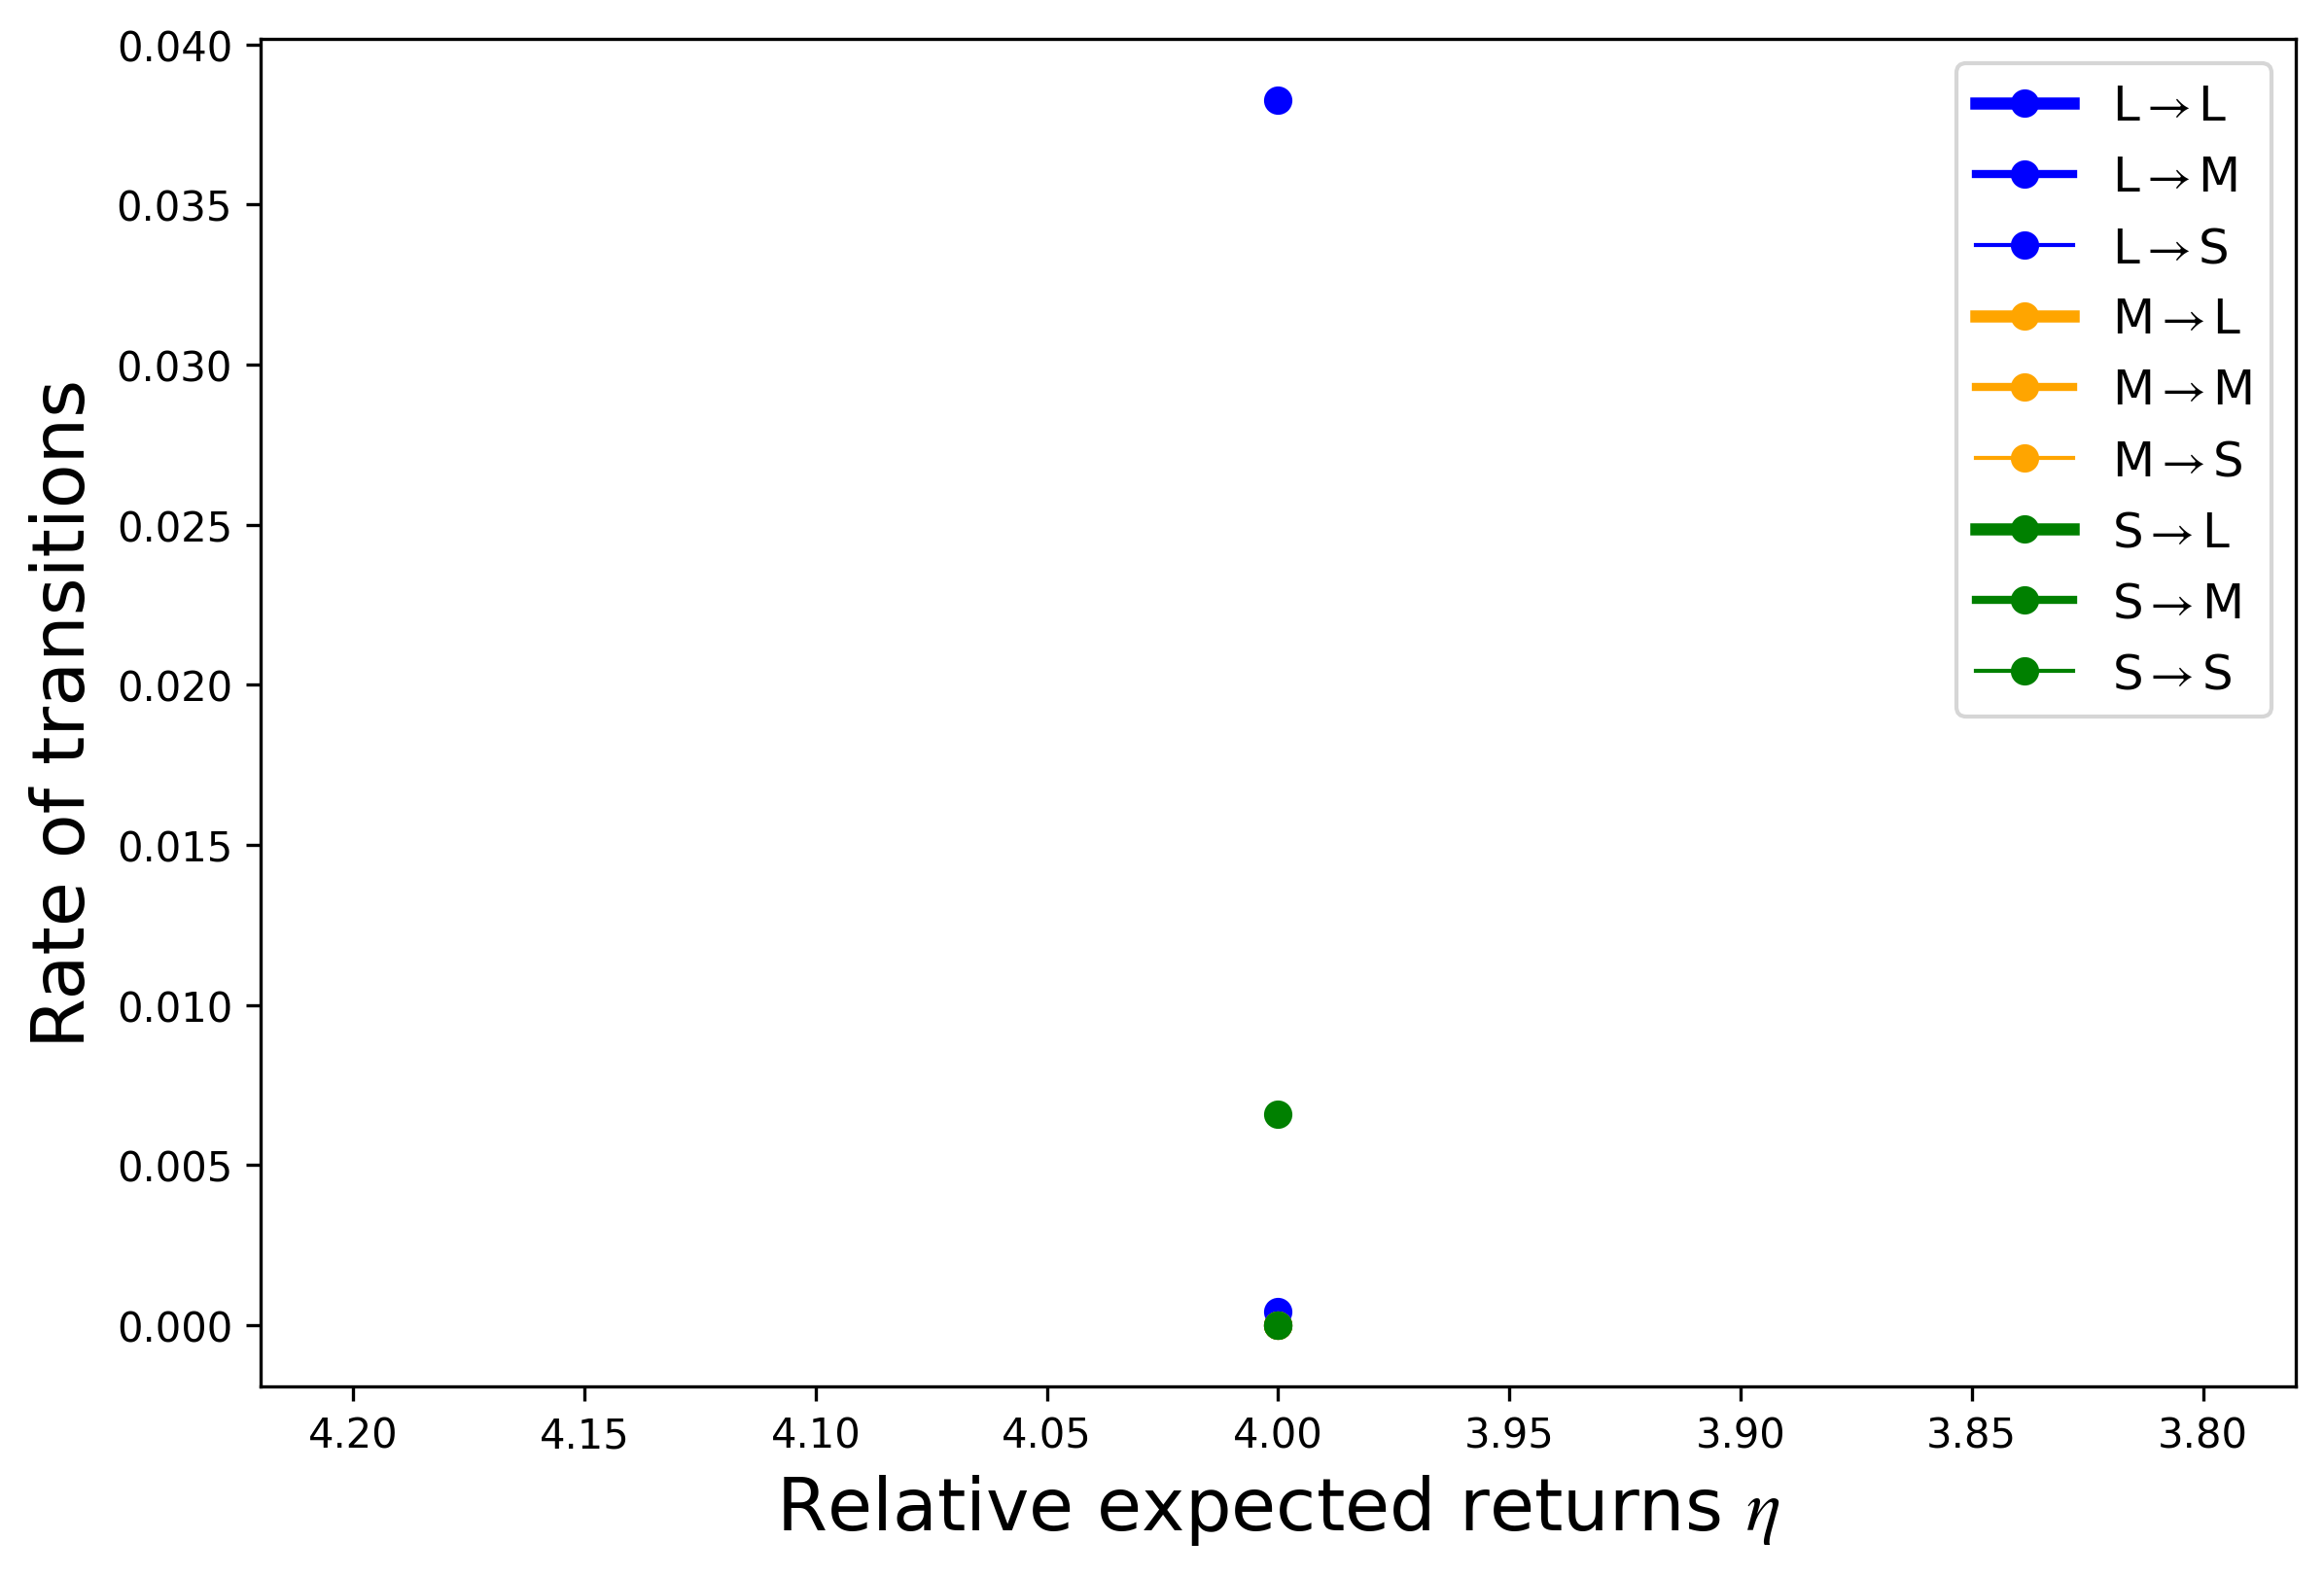 0.040
0.035
0.030
0.025
0.020
0.015
0.010
0.005
0.000
Rate of transitions
4.20 4.15 4.10 4.05 4.00 3.95 3.90 3.85 3.80
Relative expected returns η
L→L
L→M
L→S
M→L
M→M
M→S
S→L
S→M
S→S